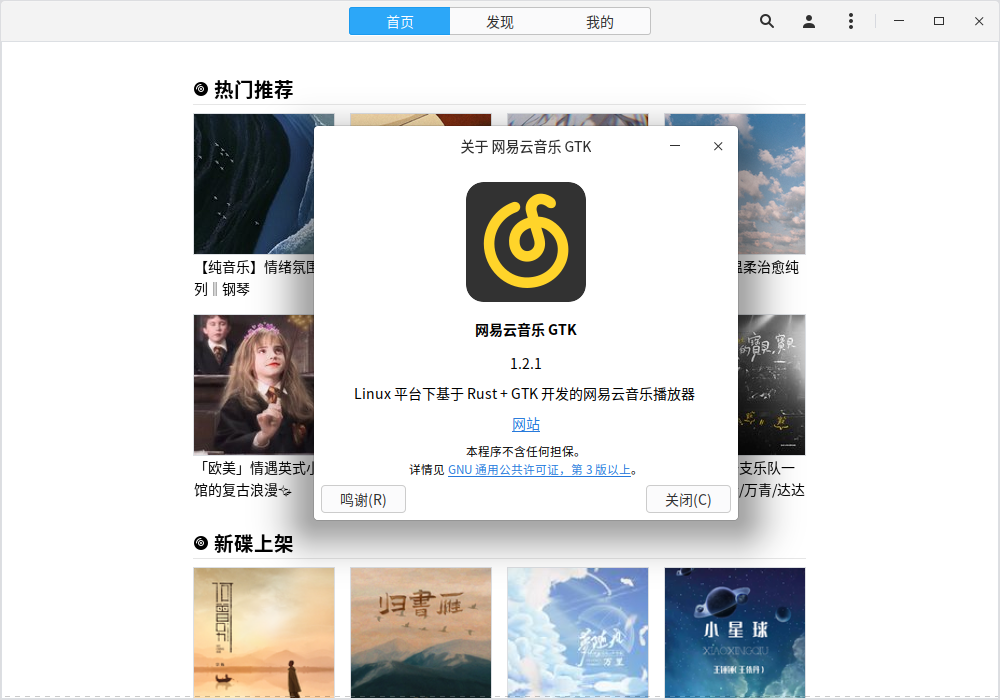 首页
发现
我的
热门推荐
关于 网易云音乐 GTK
网易云音乐 GTK
1.2.1
Linux 平台下基于 Rust + GTK 开发的网易云音乐播放器
网站
本程序不含任何担保。
详情见 GNU 通用公共许可证，第 3 版以上。
鸣谢(R)
关闭(C)
【纯音乐】情绪氛围
列 ‖ 钢琴
温柔治愈纯
「欧美」情遇英式小
馆的复古浪漫
支乐队一
/万青/达达
新碟上架
归書雁
万里
小星球
XIAOXINGQIU